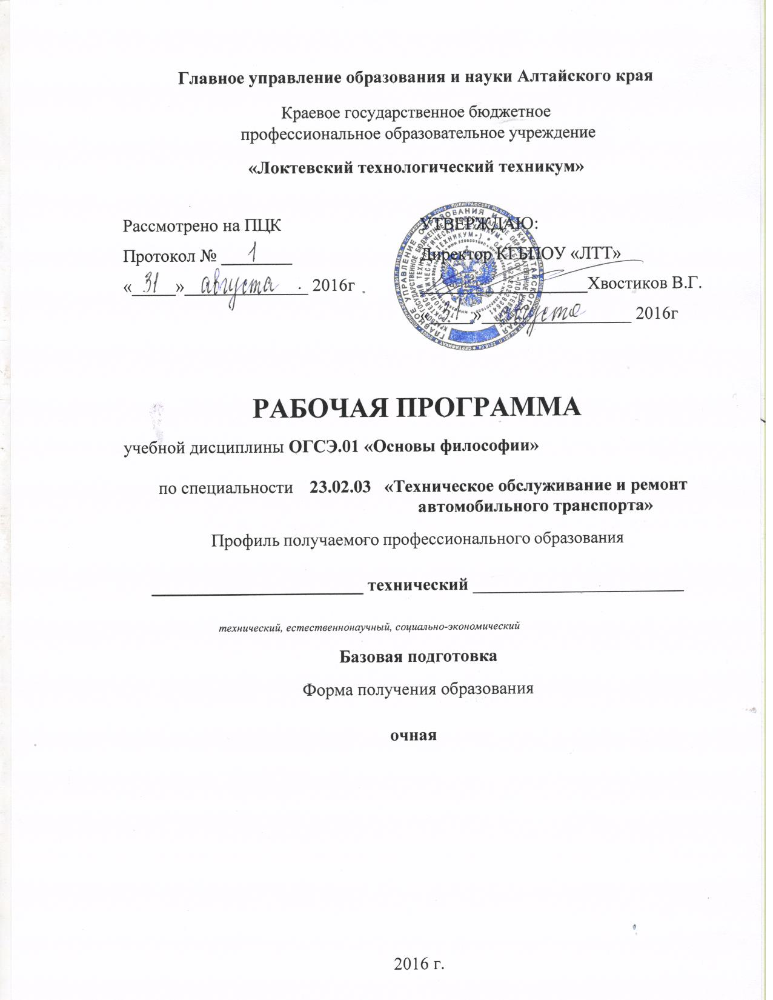 Главное управление образования и науки Алтайского края
Краевое государственное бюджетное
профессиональное образовательное учреждение
«Локтевский технологический техникум»
Рассмотрено на ПЦК
Протокол № 1
«31» августа 2016г
УТВЕРЖДАЮ:
Директор КГБПОУ «ЛТТ»
Хвостиков В.Г.
«31» августа 2016г
РАБОЧАЯ ПРОГРАММА
учебной дисциплины ОГСЭ.01 «Основы философии»
по специальности 23.02.03 «Техническое обслуживание и ремонт
автомобильного транспорта»
Профиль получаемого профессионального образования
технический
технический, естественнонаучный, социально-экономический
Базовая подготовка
Форма получения образования
очная
2016 г.